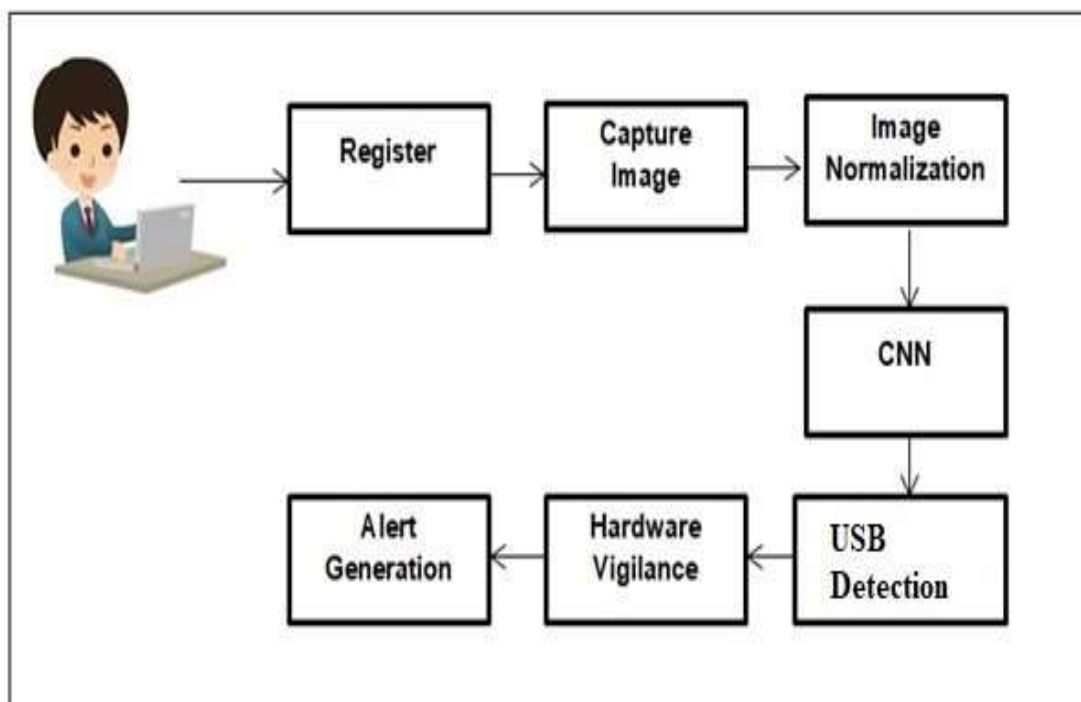 Register
Capture
Image
Image
Normalization
CNN
USB
Detection
Hardware
Vigilance
Alert
Generation